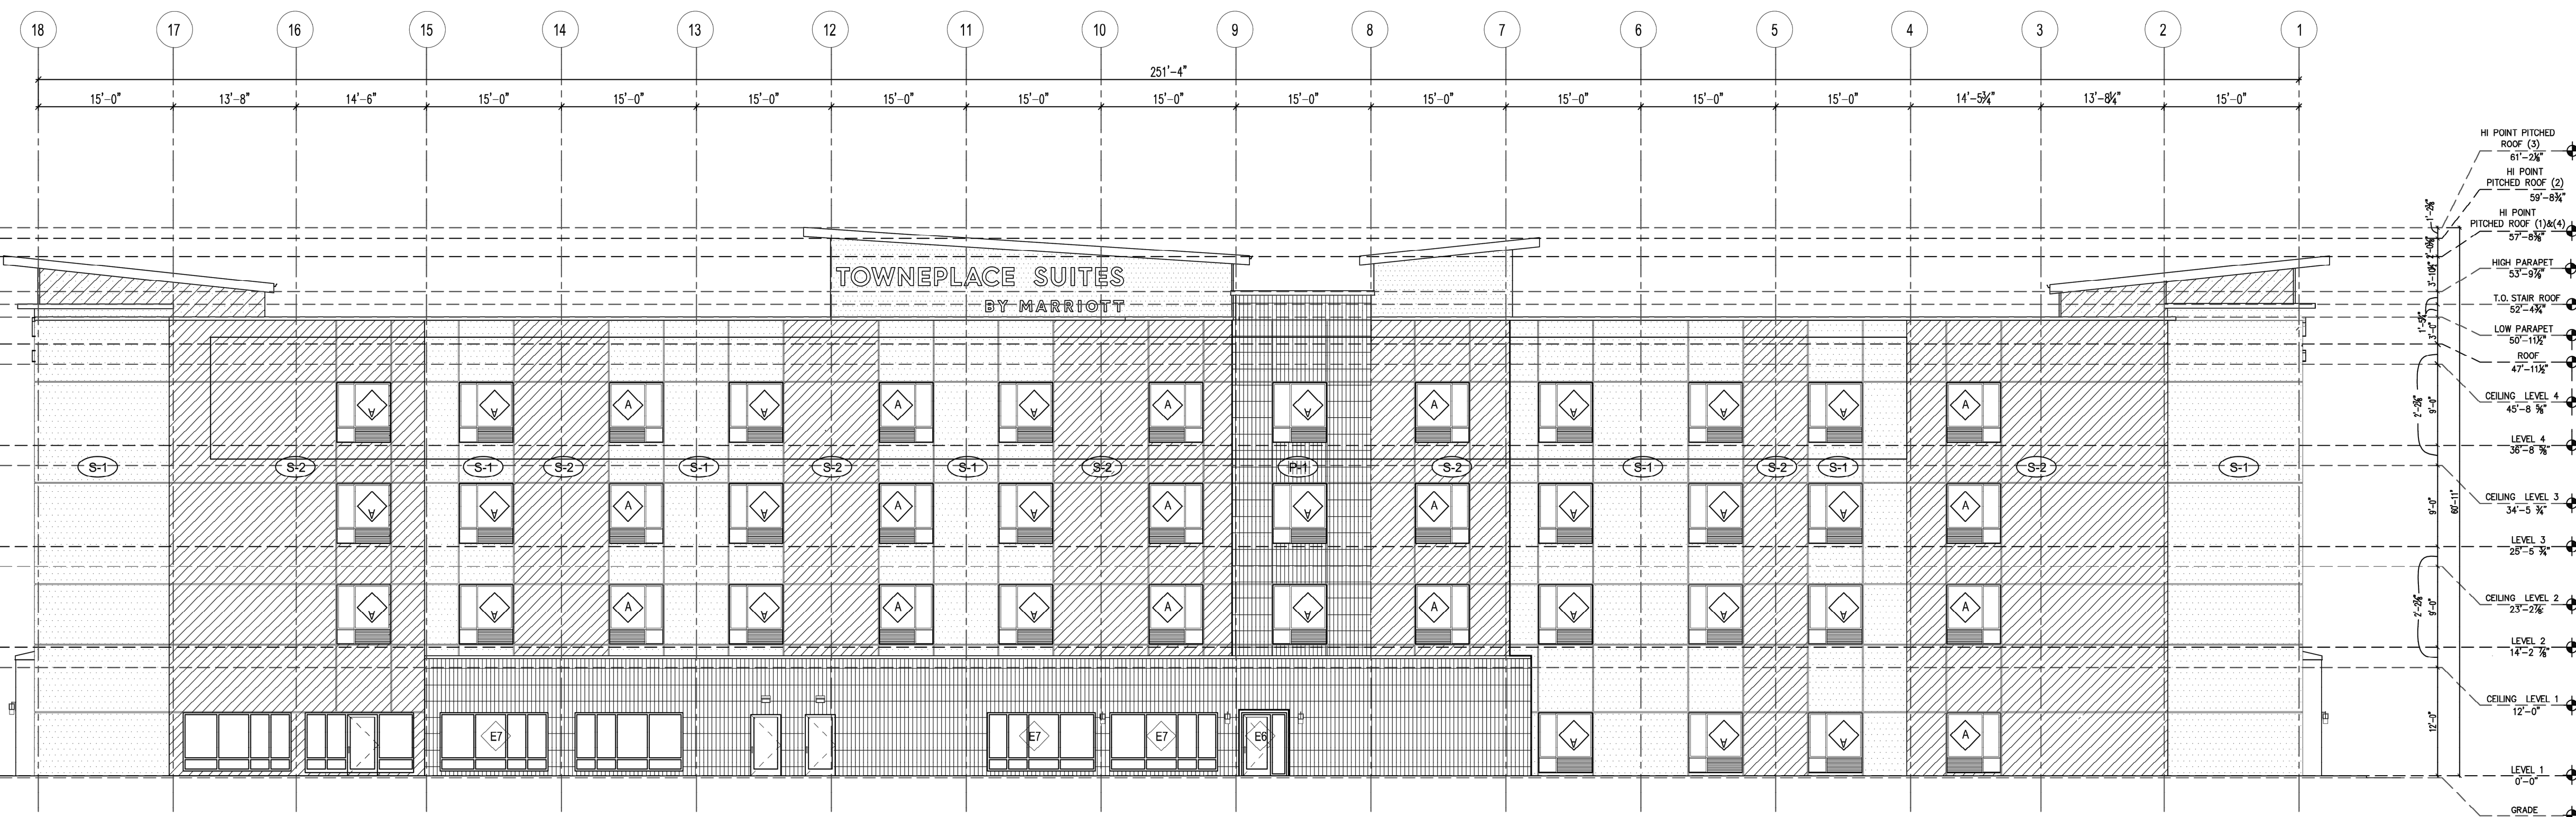 18 17 16 15 14 13 12 11 10 9 8 7 6 5 4 3 2 1
251'-4"
15'-0" 13'-8" 14'-6" 15'-0" 15'-0" 15'-0" 15'-0" 15'-0" 15'-0" 15'-0" 15'-0" 15'-0" 15'-0" 15'-0" 14'-5¾" 13'-8¼" 15'-0"
HI POINT PITCHED
ROOF (3)
61'-2⅛"
HI POINT
PITCHED ROOF (2)
59'-8¾"
HI POINT
PITCHED ROOF (1)&(4)
57'-8⅜"
HIGH PARAPET
53'-9⅞"
T.O. STAIR ROOF
52'-4¾"
LOW PARAPET
50'-11½"
ROOF
47'-11½"
CEILING LEVEL 4
45'-8 ⅝"
LEVEL 4
36'-8 ⅝"
CEILING LEVEL 3
34'-5 ¾"
LEVEL 3
25'-5 ¾"
CEILING LEVEL 2
23'-2⅞"
LEVEL 2
14'-2 ⅞"
CEILING LEVEL 1
12'-0"
LEVEL 1
0'-0"
GRADE
3'-0"
9'-0"
9'-0"
9'-0"
12'-0"
60'-11"
TOWNEPLACE SUITES
BY MARRIOTT
A A A A A A A A A A A A A
S-1 S-2 S-1 S-2 S-1 S-2 S-1 S-2 P-1 S-2 S-1 S-2 S-1 S-2 S-1
A A A A A A A A A A A A A
A A A A A A A A A A A A A
E7 E7 E7 E6 A A A A